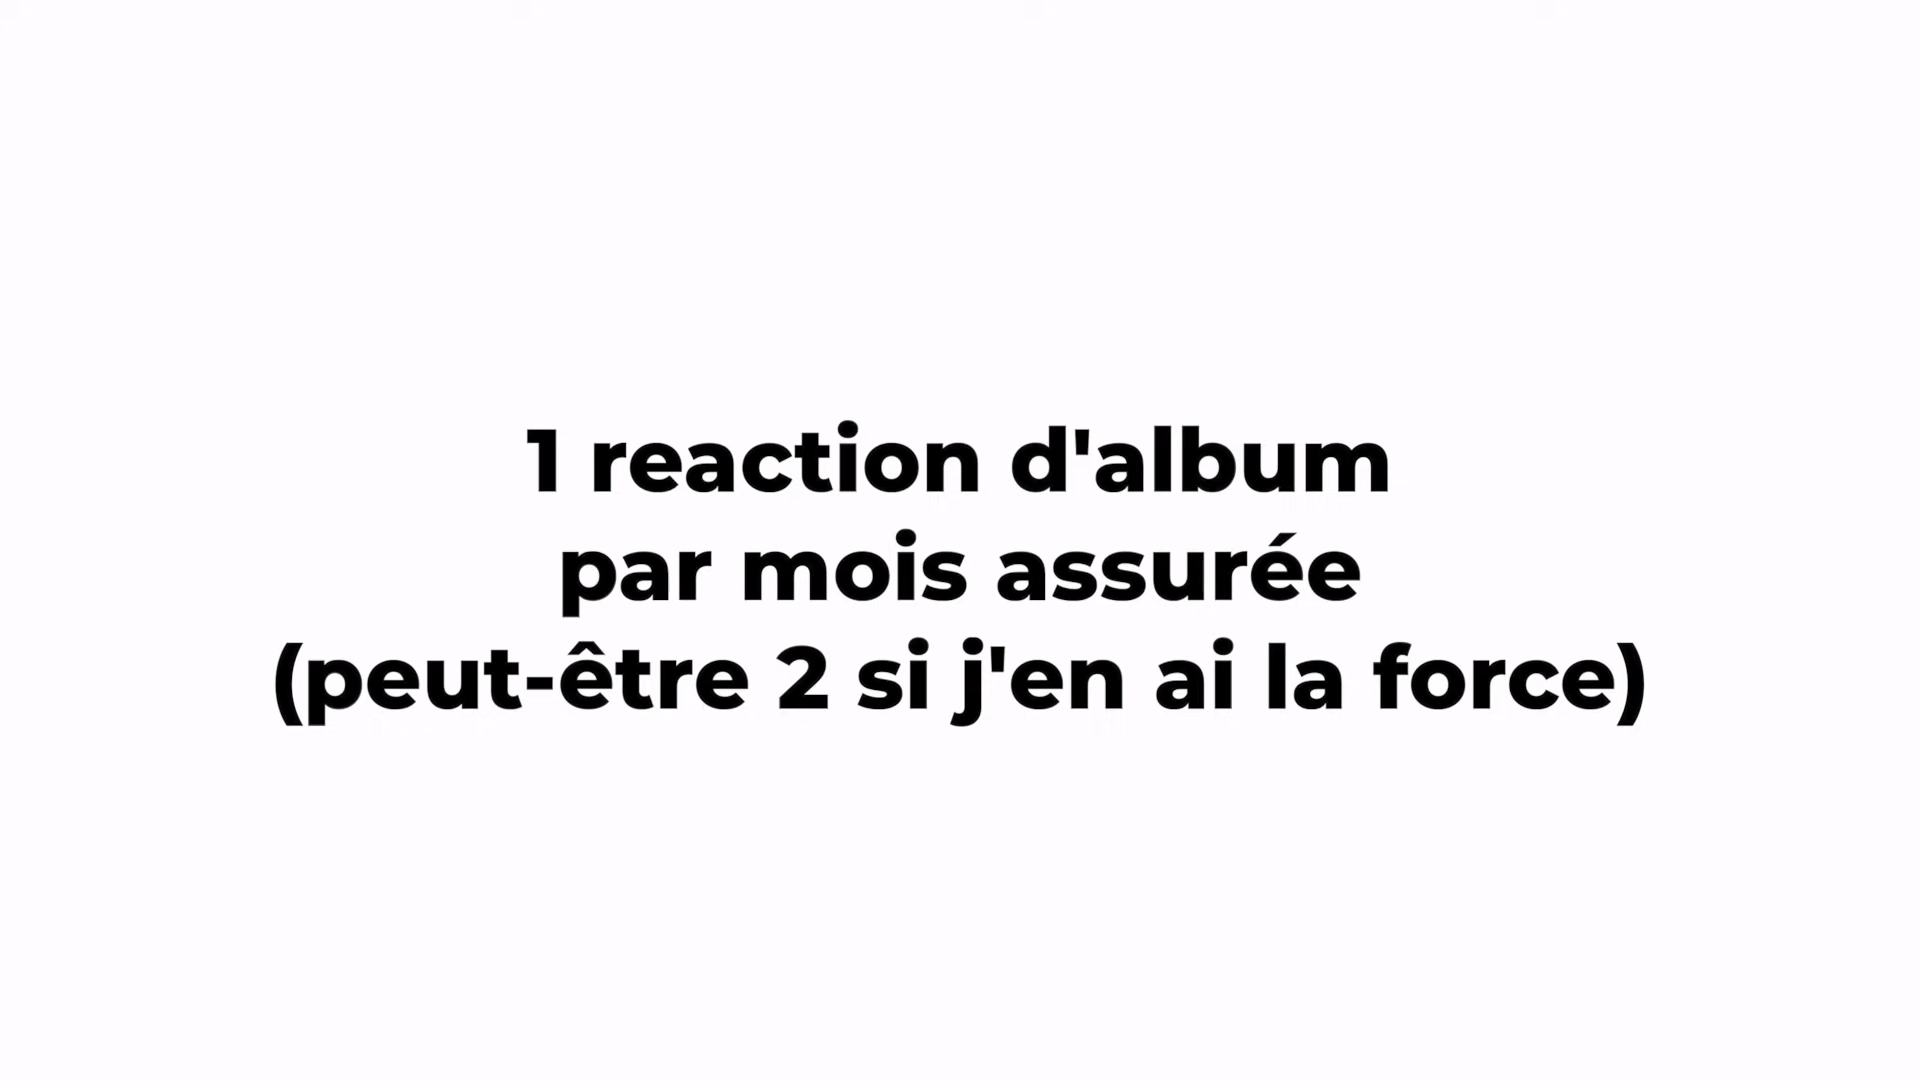 1 reaction d'album
par mois assurée
(peut-être 2 si j'en ai la force)